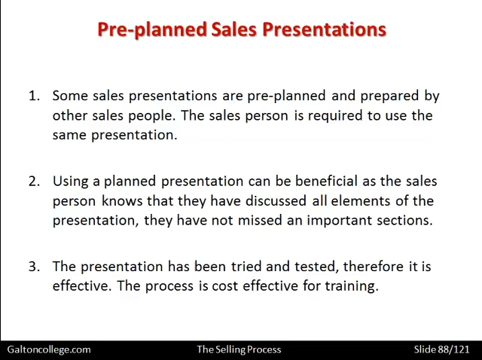 Pre-planned Sales Presentations
1. Some sales presentations are pre-planned and prepared by
other sales people. The sales person is required to use the
same presentation.
2. Using a planned presentation can be beneficial as the sales
person knows that they have discussed all elements of the
presentation, they have not missed an important sections.
3. The presentation has been tried and tested, therefore it is
effective. The process is cost effective for training.
Galtoncollege.com The Selling Process Slide 88/121